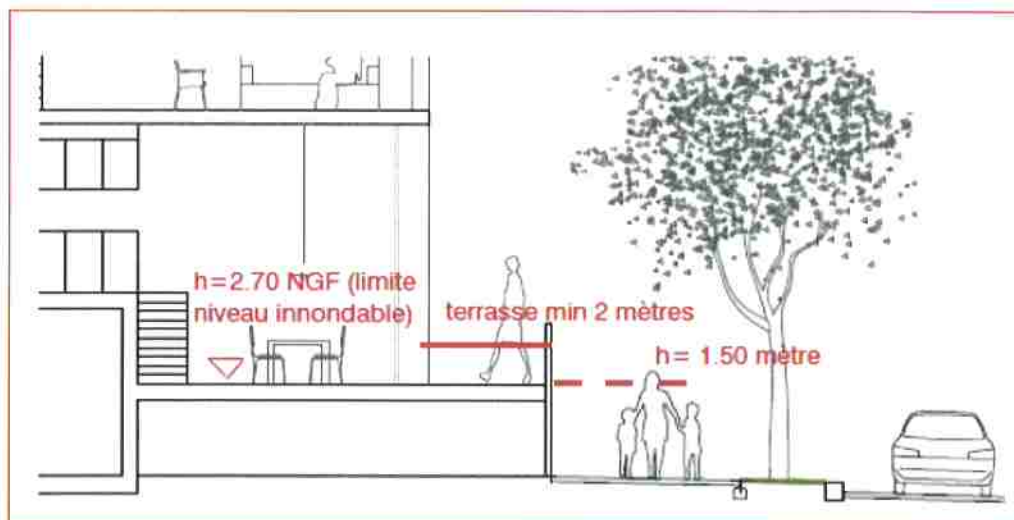 h=2.70 NGF (limite
niveau innondable)
terrasse min 2 mètres
h= 1.50 mètre